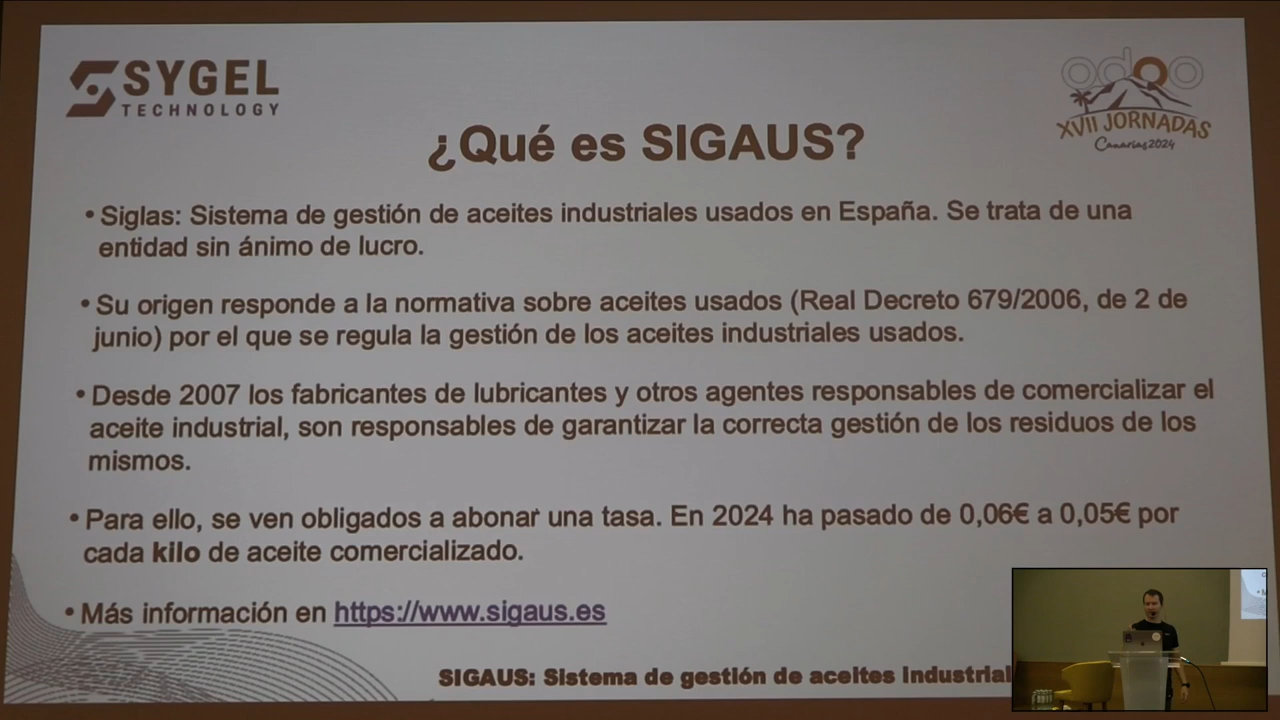 SYGEL
TECHNOLOGY
odoo
XVII JORNADAS
Canarias 2024
¿Qué es SIGAUS?
• Siglas: Sistema de gestión de aceites industriales usados en España. Se trata de una
entidad sin ánimo de lucro.
• Su origen responde a la normativa sobre aceites usados (Real Decreto 679/2006, de 2 de
junio) por el que se regula la gestión de los aceites industriales usados.
• Desde 2007 los fabricantes de lubricantes y otros agentes responsables de comercializar el
aceite industrial, son responsables de garantizar la correcta gestión de los residuos de los
mismos.
• Para ello, se ven obligados a abonar una tasa. En 2024 ha pasado de 0,06€ a 0,05€ por
cada kilo de aceite comercializado.
• Más información en https://www.sigaus.es
SIGAUS: Sistema de gestión de aceites Industrial